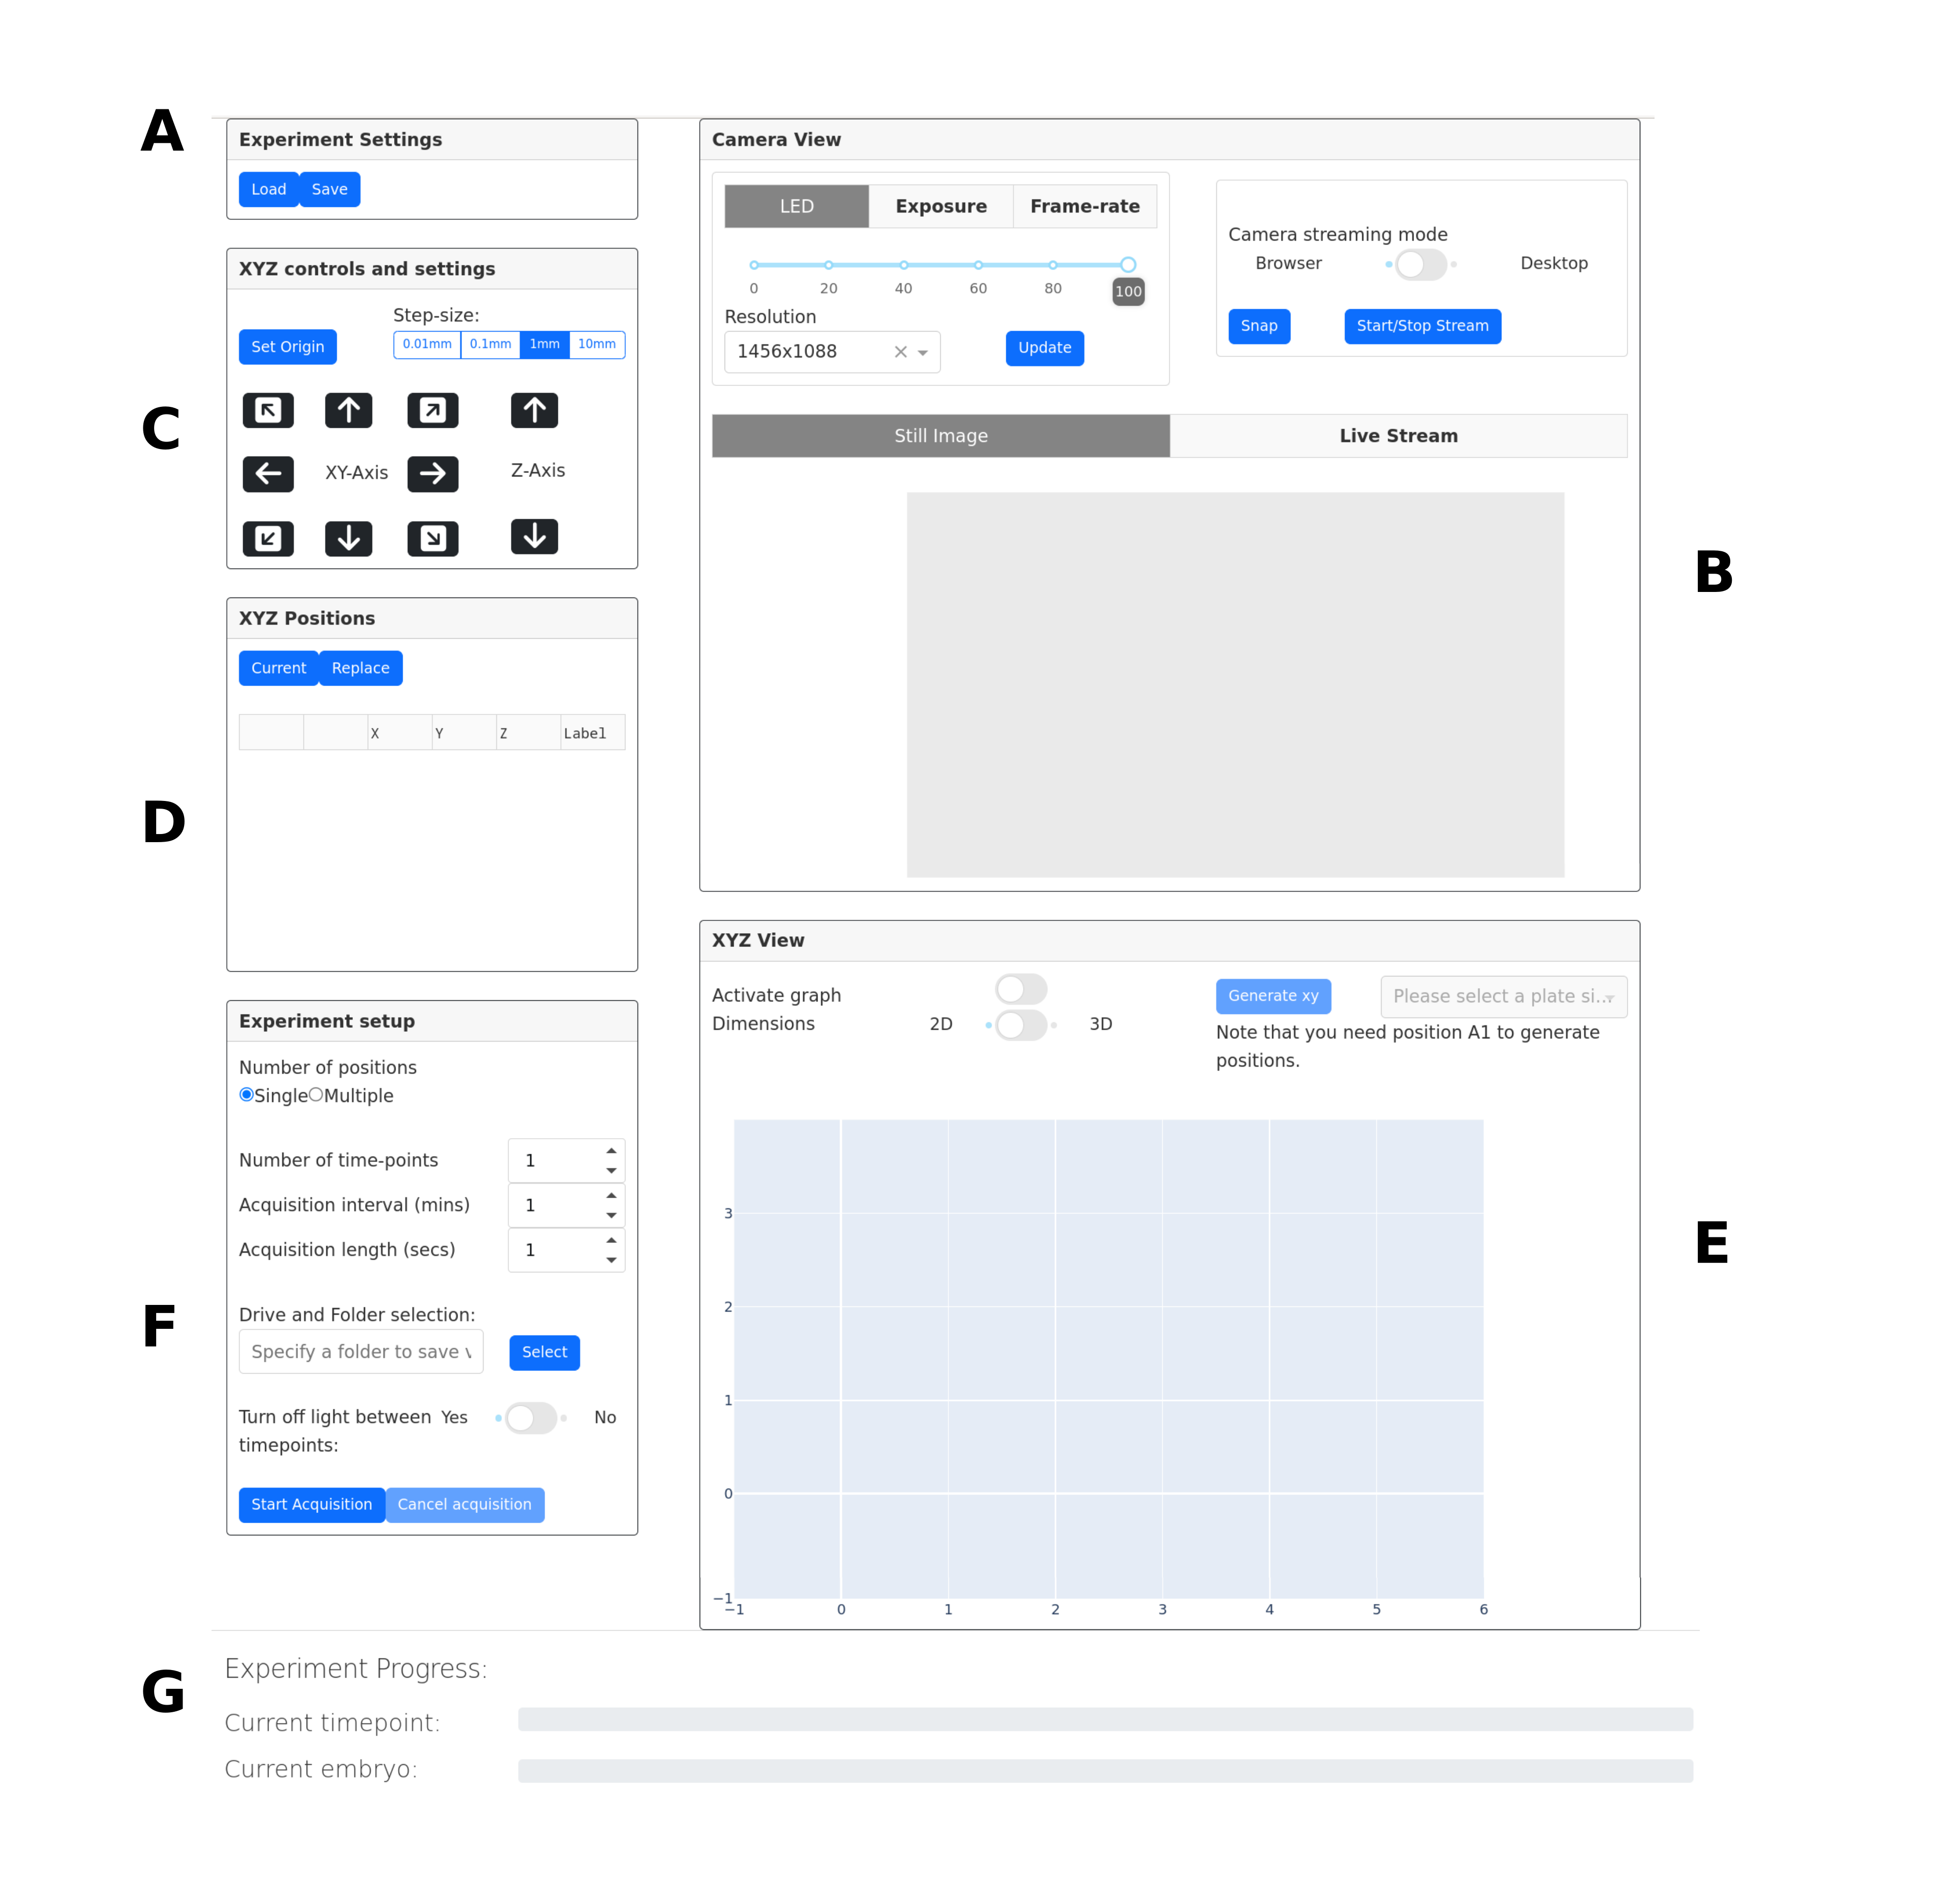 A
Experiment Settings
Load Save
XYZ controls and settings
Step-size:
Set Origin
0.01mm 0.1mm 1mm 10mm
C
XY-Axis
Z-Axis
XYZ Positions
Current Replace
X Y Z Label
D
Experiment setup
Number of positions
Single Multiple
Number of time-points 1
Acquisition interval (mins) 1
Acquisition length (secs) 1
F
Drive and Folder selection:
Specify a folder to save
Select
Turn off light between Yes No
timepoints:
Start Acquisition Cancel acquisition
Camera View
LED Exposure Frame-rate
0 20 40 60 80 100
Resolution
1456x1088
Update
Camera streaming mode
Browser Desktop
Snap Start/Stop Stream
Still Image Live Stream
B
XYZ View
Activate graph
Dimensions 2D 3D
Generate xy
Please select a plate si...
Note that you need position A1 to generate
positions.
3
2
1
0
−1
−1 0 1 2 3 4 5 6
E
G
Experiment Progress:
Current timepoint:
Current embryo: